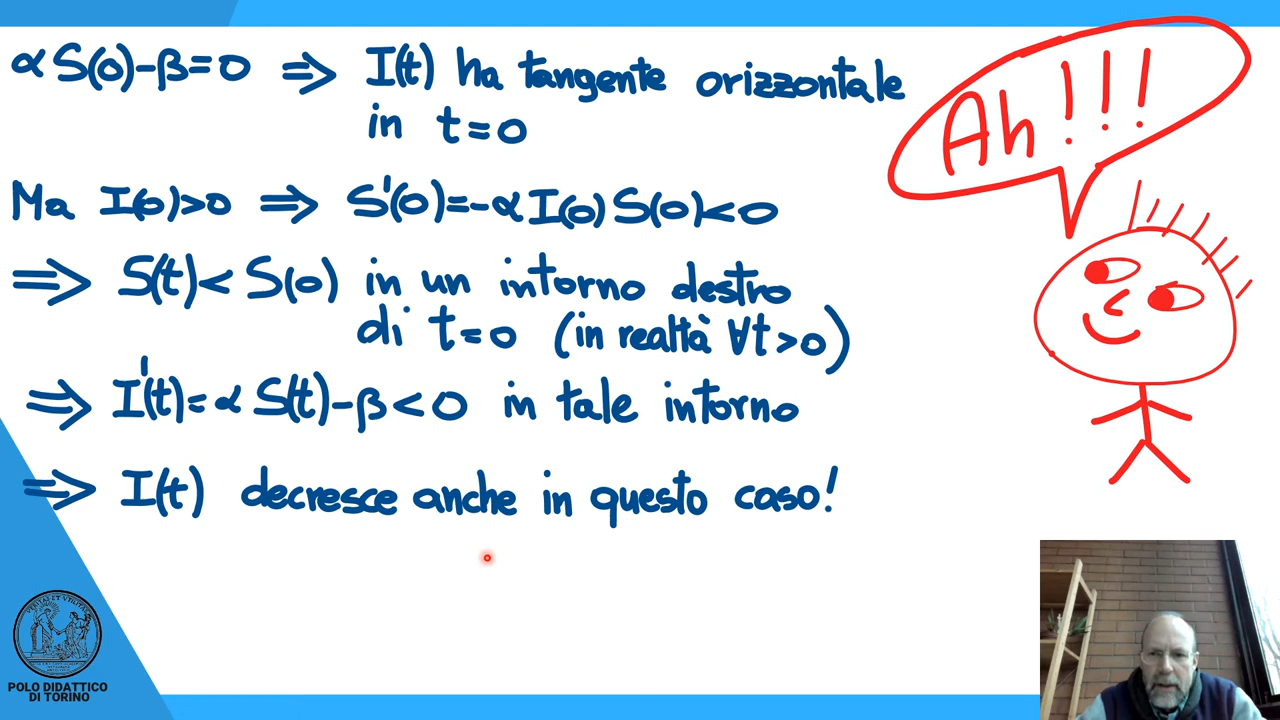 αS(0)-β=0 ⇒ I(t) ha tangente orizzontale
in t=0
Ah!!!
Ma I(0)>0 ⇒ S'(0)=-αI(0)S(0)<0
⇒ S(t)<S(0) in un intorno destro
di t=0 (in realtà ∀t>0)
⇒ I'(t)=αS(t)-β<0 in tale intorno
⇒ I(t) decresce anche in questo caso!
POLO DIDATTICO
DI TORINO